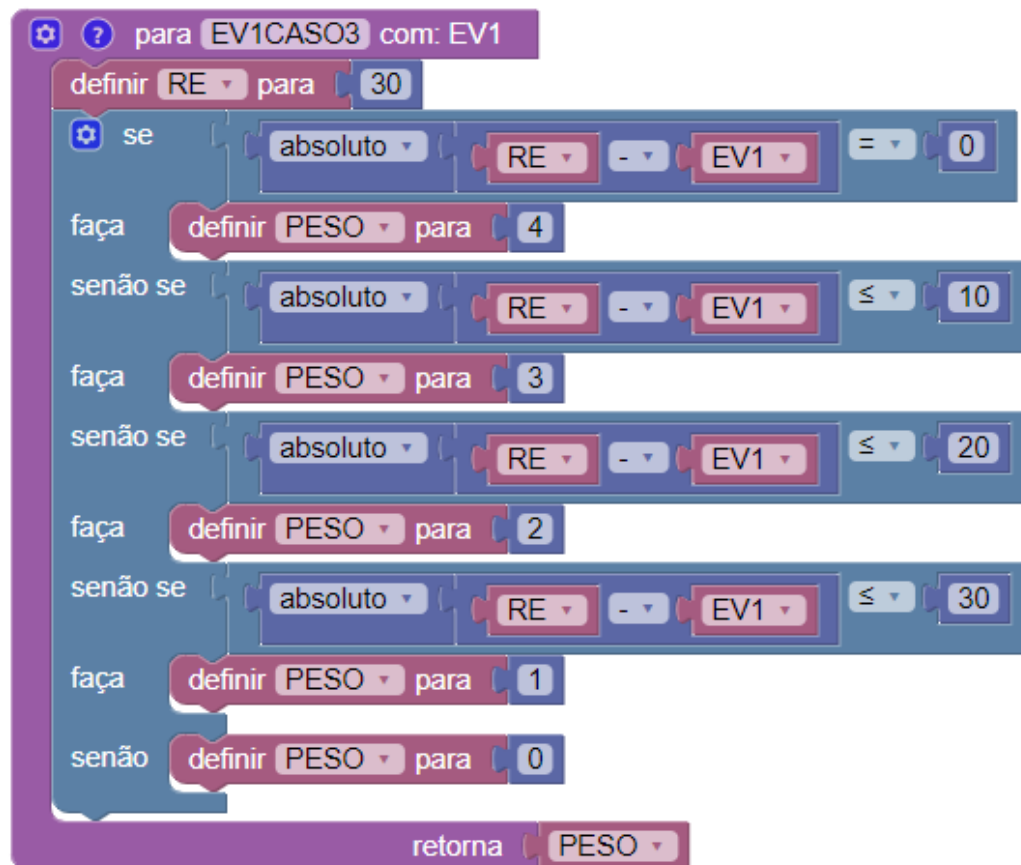 ? para EV1CASO3 com: EV1
definir RE para 30
se absoluto RE - EV1 = 0
faça definir PESO para 4
senão se absoluto RE - EV1 ≤ 10
faça definir PESO para 3
senão se absoluto RE - EV1 ≤ 20
faça definir PESO para 2
senão se absoluto RE - EV1 ≤ 30
faça definir PESO para 1
senão definir PESO para 0
retorna PESO